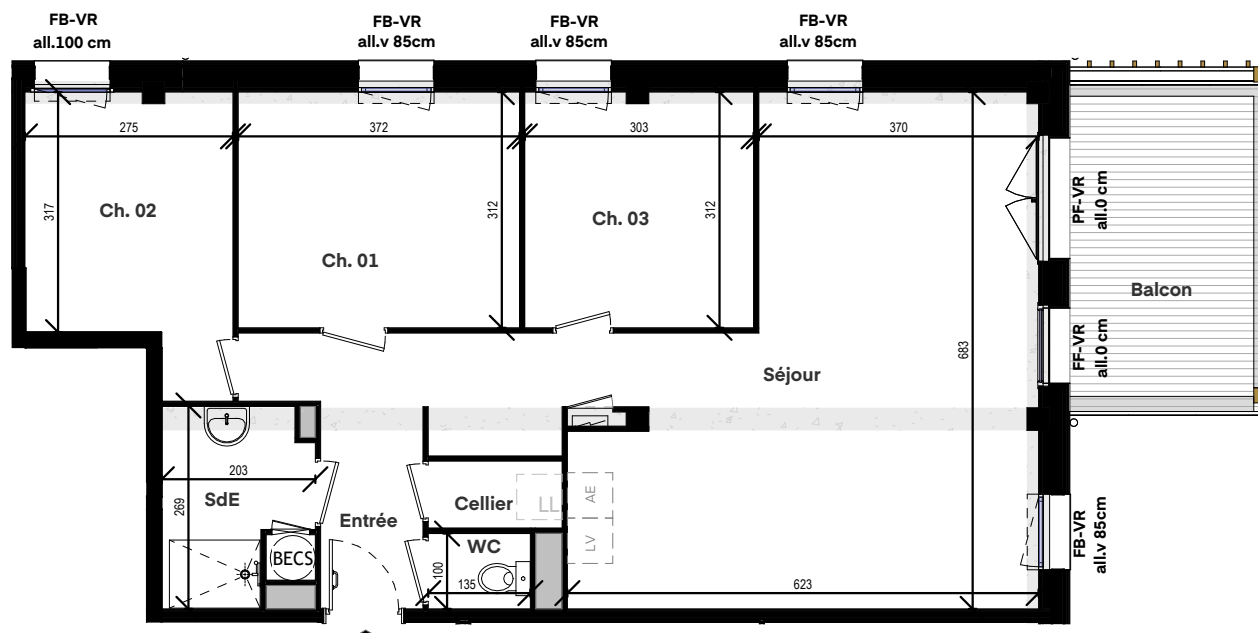 FB-VR
all.100 cm
FB-VR
all.v 85cm
FB-VR
all.v 85cm
FB-VR
all.v 85cm
275
372
303
370
317
Ch. 02
312
Ch. 01
312
Ch. 03
PF-VR
all.0 cm
Balcon
683
FF-VR
all.0 cm
Séjour
203
269
SdE
Entrée
Cellier
LL
AE
LV
WC
BECS
100
135
623
FB-VR
all.v 85cm